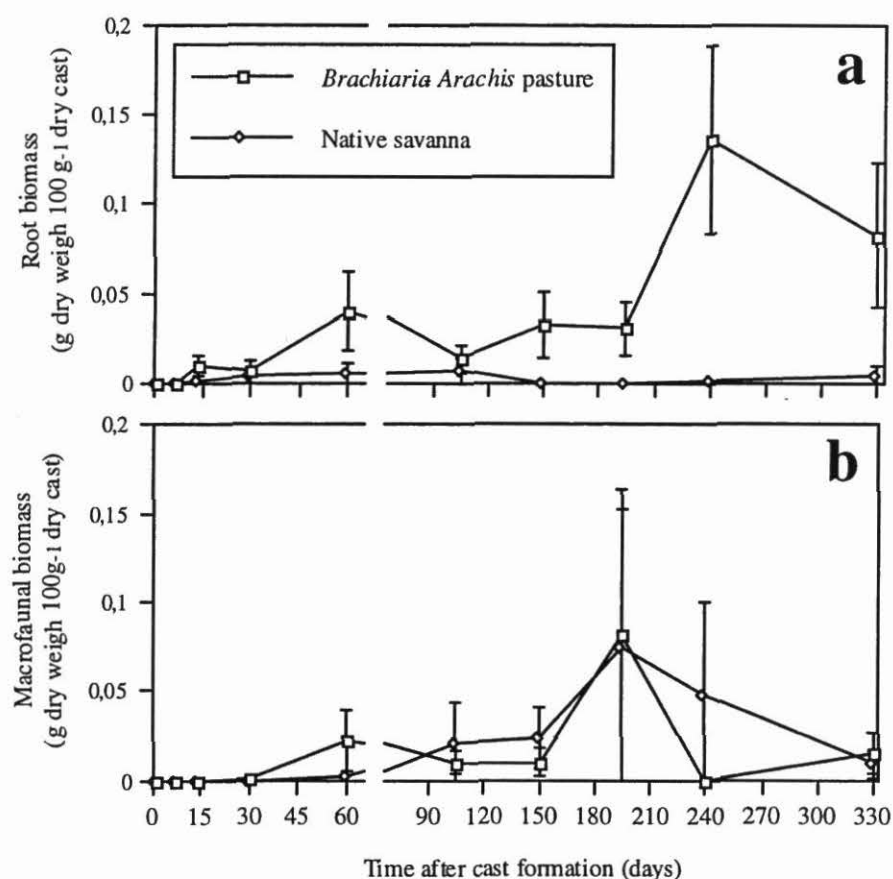 0,2
a
Brachiaria Arachis pasture
Native savanna
0,15
0,1
0,05
0
Root biomass
(g dry weigh 100 g-1 dry cast)
0,2
b
0,15
0,1
0,05
0
Macrofaunal biomass
(g dry weigh 100g-1 dry cast)
0 15 30 45 60 90 120 150 180 210 240 270 300 330
Time after cast formation (days)